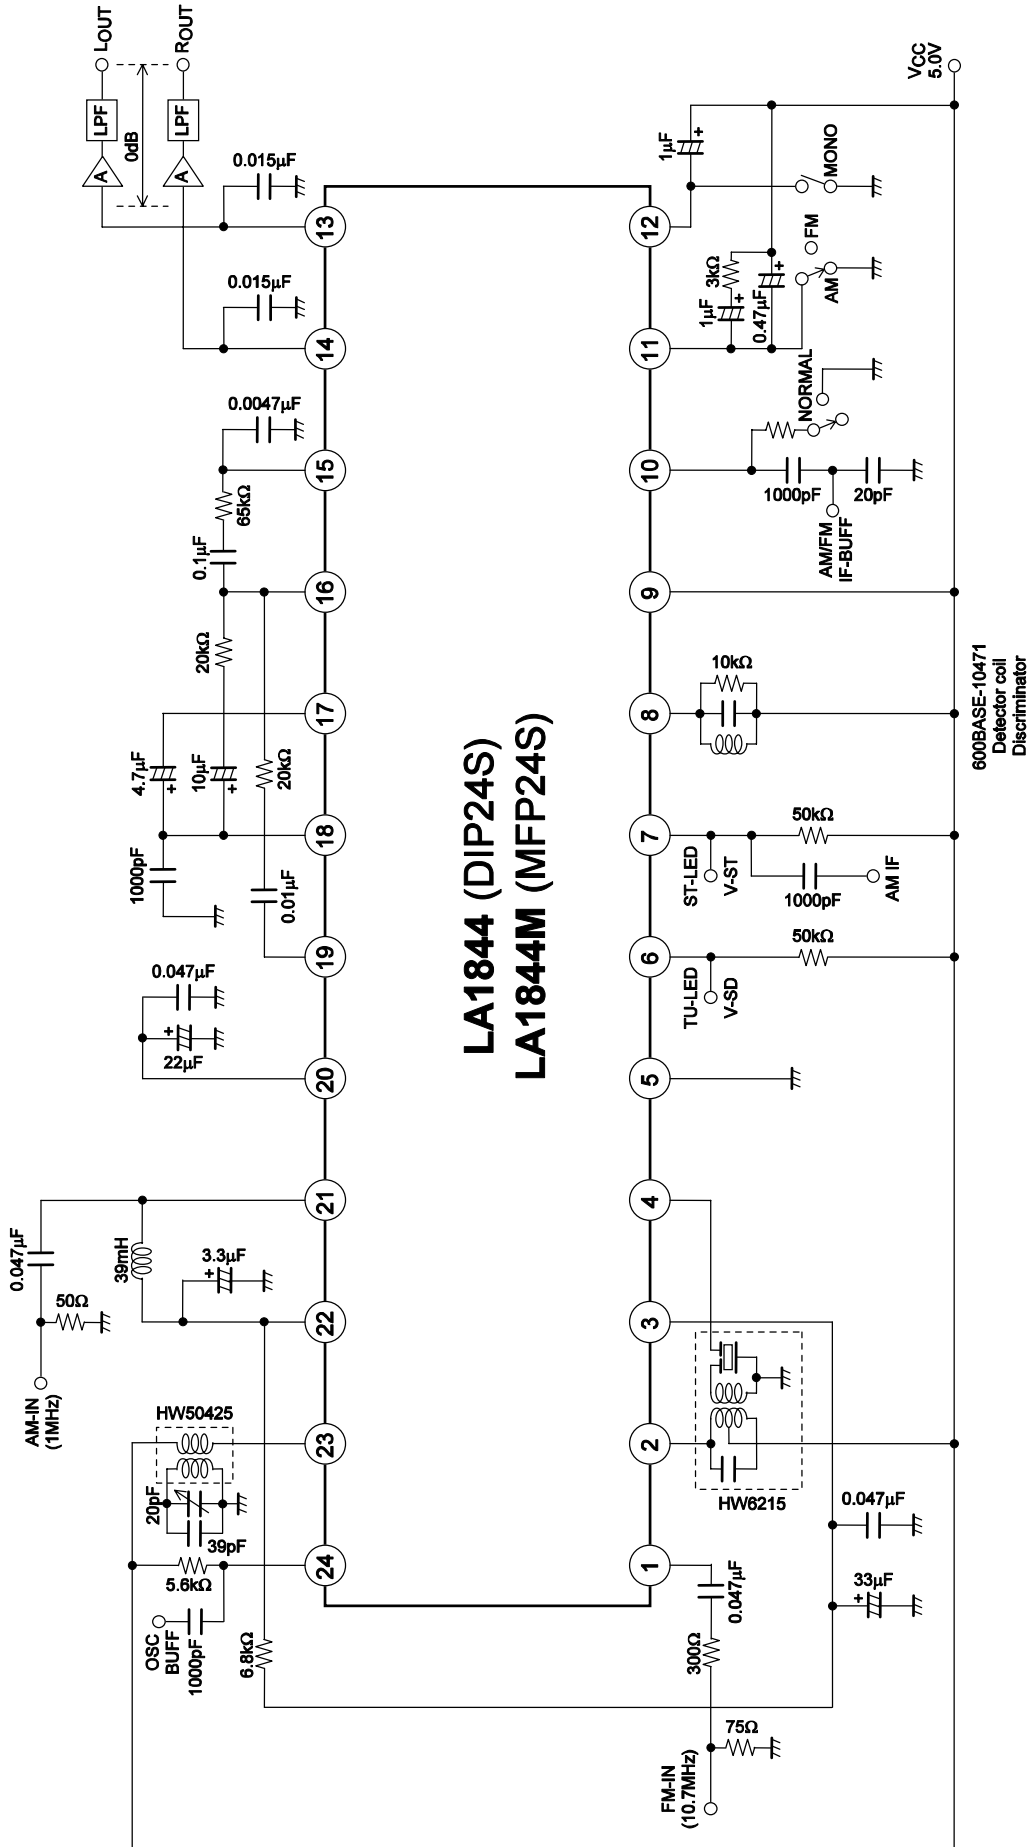 LOUT
ROUT
LPF
LPF
0dB
A
A
VCC
5.0V
0.015μF
1μF
+
MONO
13
12
FM
0.015μF
3kΩ
1μF
+
0.47μF
+
AM
14
11
NORMAL
0.0047μF
15
10
65kΩ
1000pF
20pF
0.1μF
AM/FM
IF-BUFF
16
9
20kΩ
10kΩ
600BASE-10471
Detector coil
Discriminator
17
8
4.7μF
+
10μF
+
20kΩ
18
7
50kΩ
1000pF
ST-LED
V-ST
1000pF
AM IF
0.01μF
LA1844 (DIP24S)
LA1844M (MFP24S)
19
6
50kΩ
0.047μF
TU-LED
V-SD
+
22μF
20
5
21
4
0.047μF
39mH
3.3μF
+
50Ω
22
3
AM-IN
(1MHz)
HW50425
23
2
20pF
39pF
HW6215
0.047μF
24
1
5.6kΩ
0.047μF
33μF
+
OSC
BUFF
1000pF
6.8kΩ
300Ω
75Ω
FM-IN
(10.7MHz)